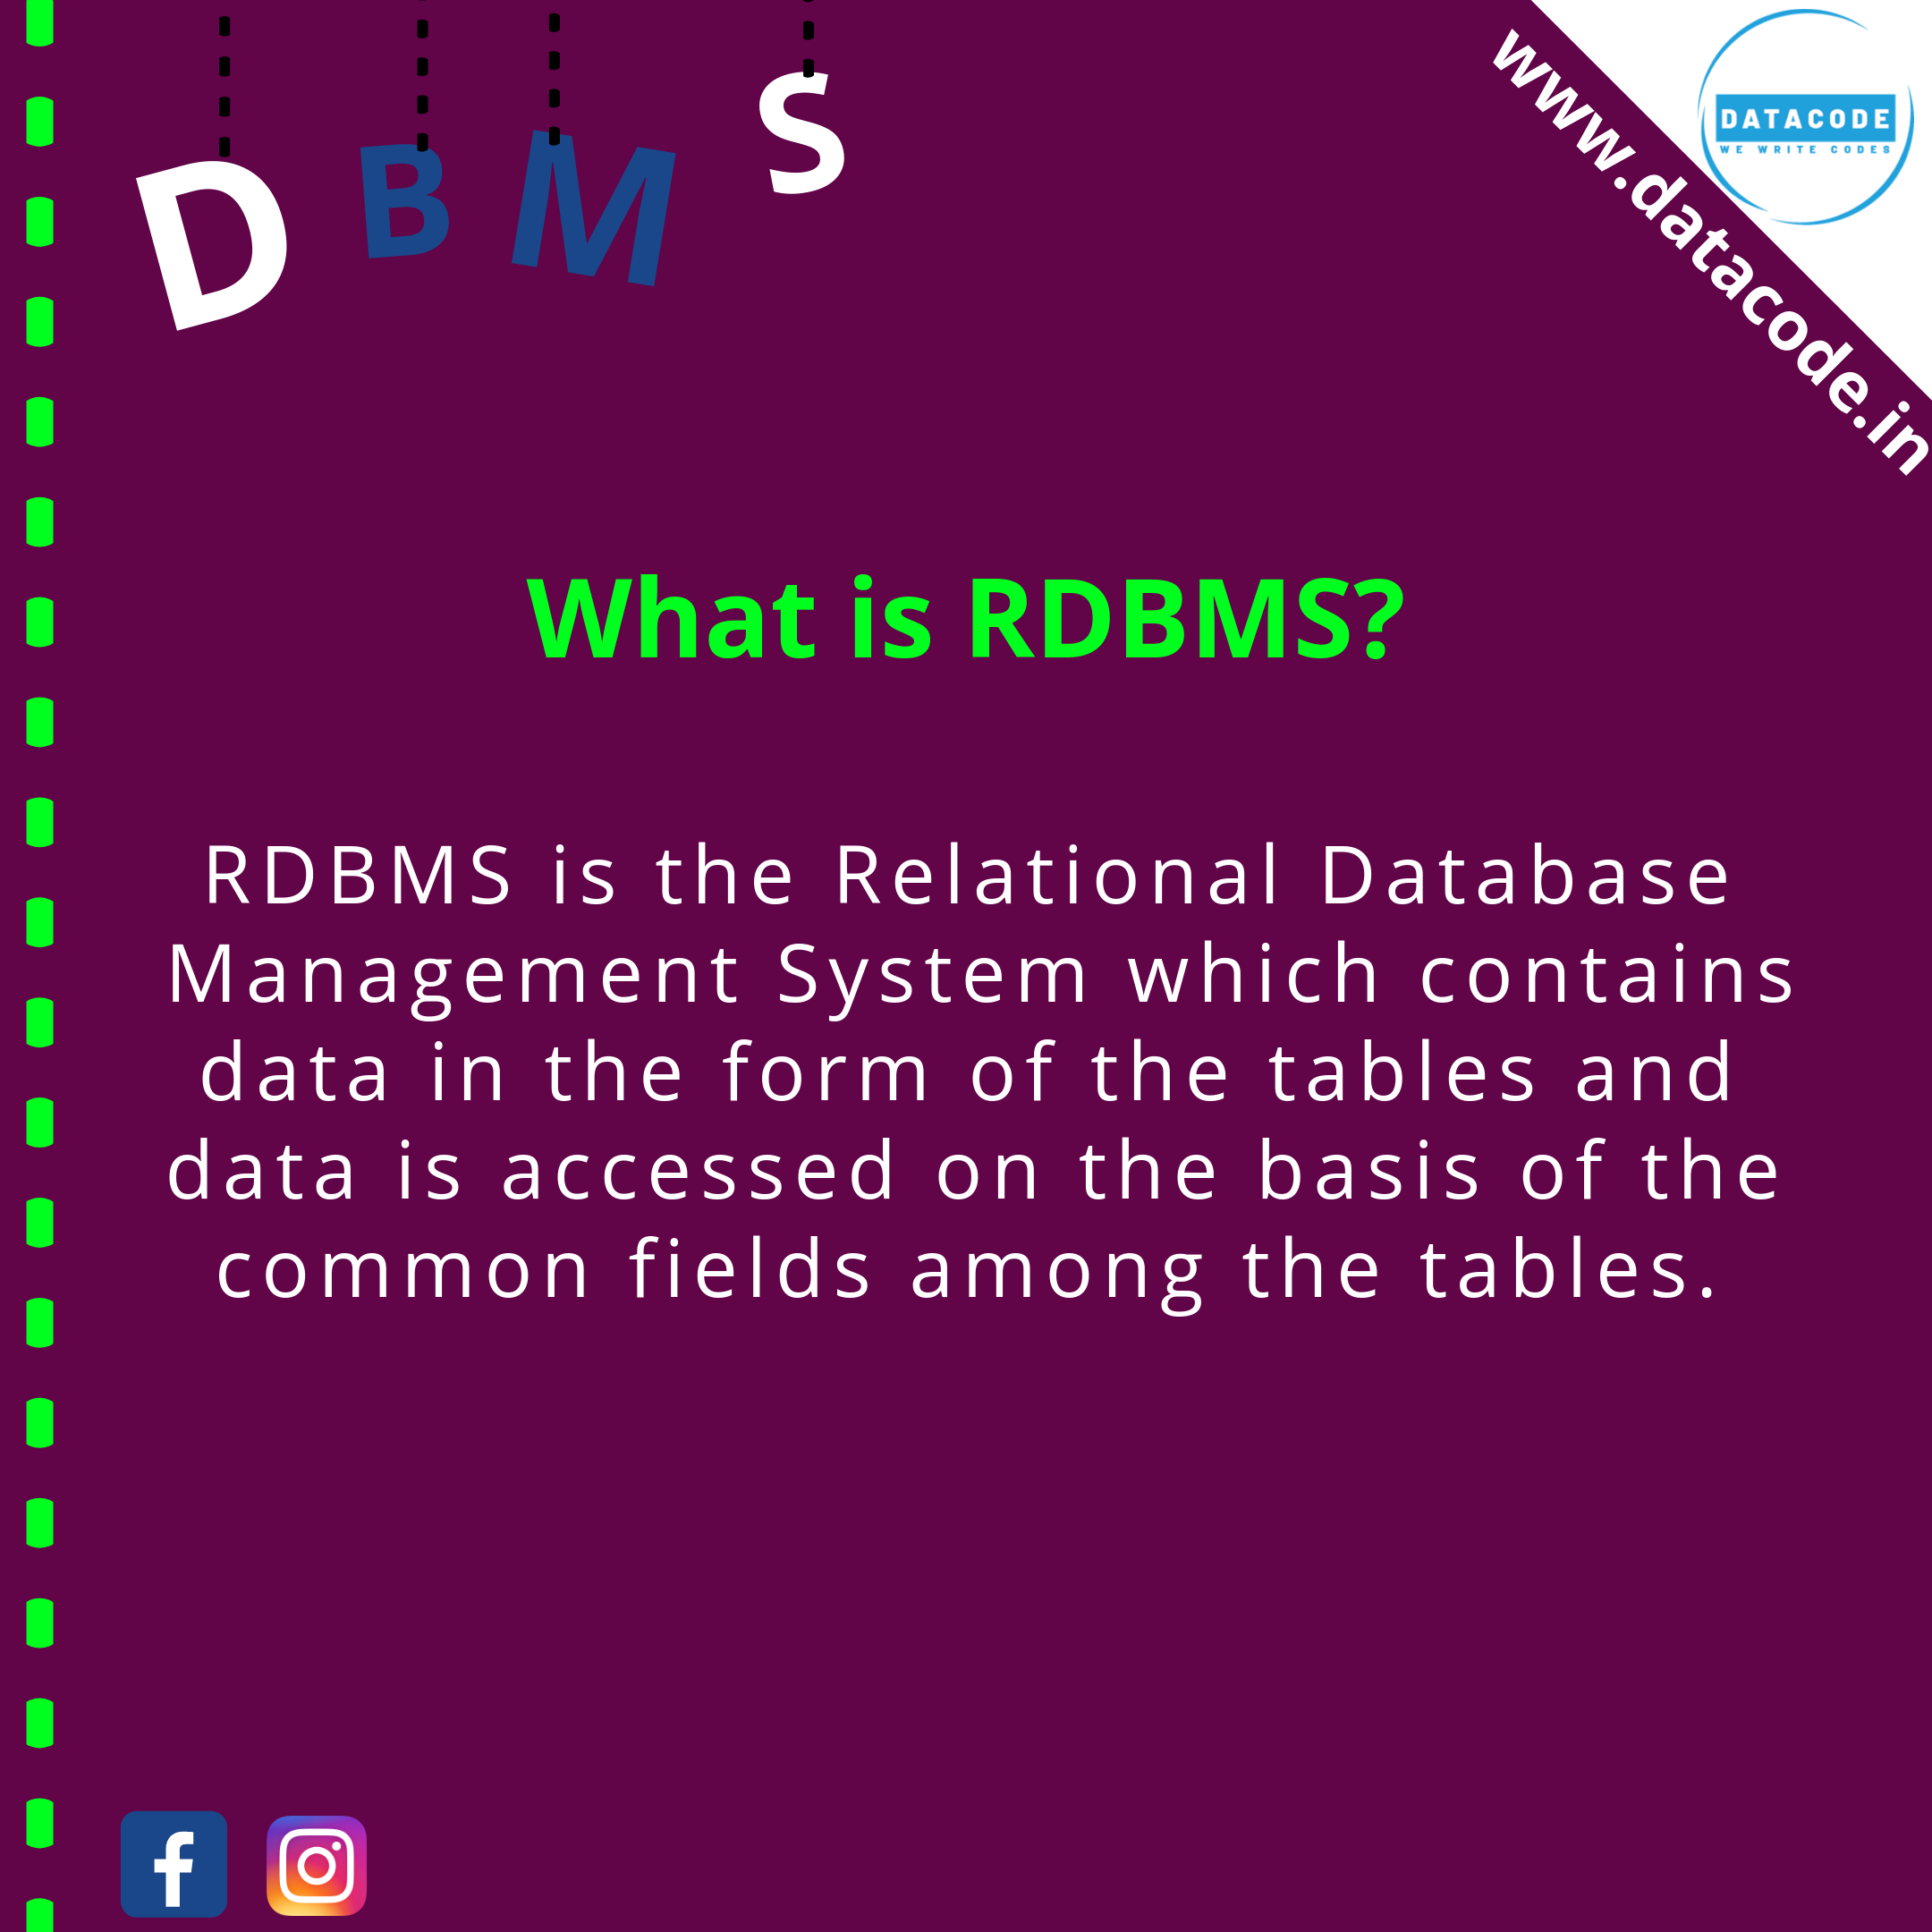 D B M S
DATACODE
WE WRITE CODES
www.datacode.in
What is RDBMS?
RDBMS is the Relational Database
Management System which contains
data in the form of the tables and
data is accessed on the basis of the
common fields among the tables.